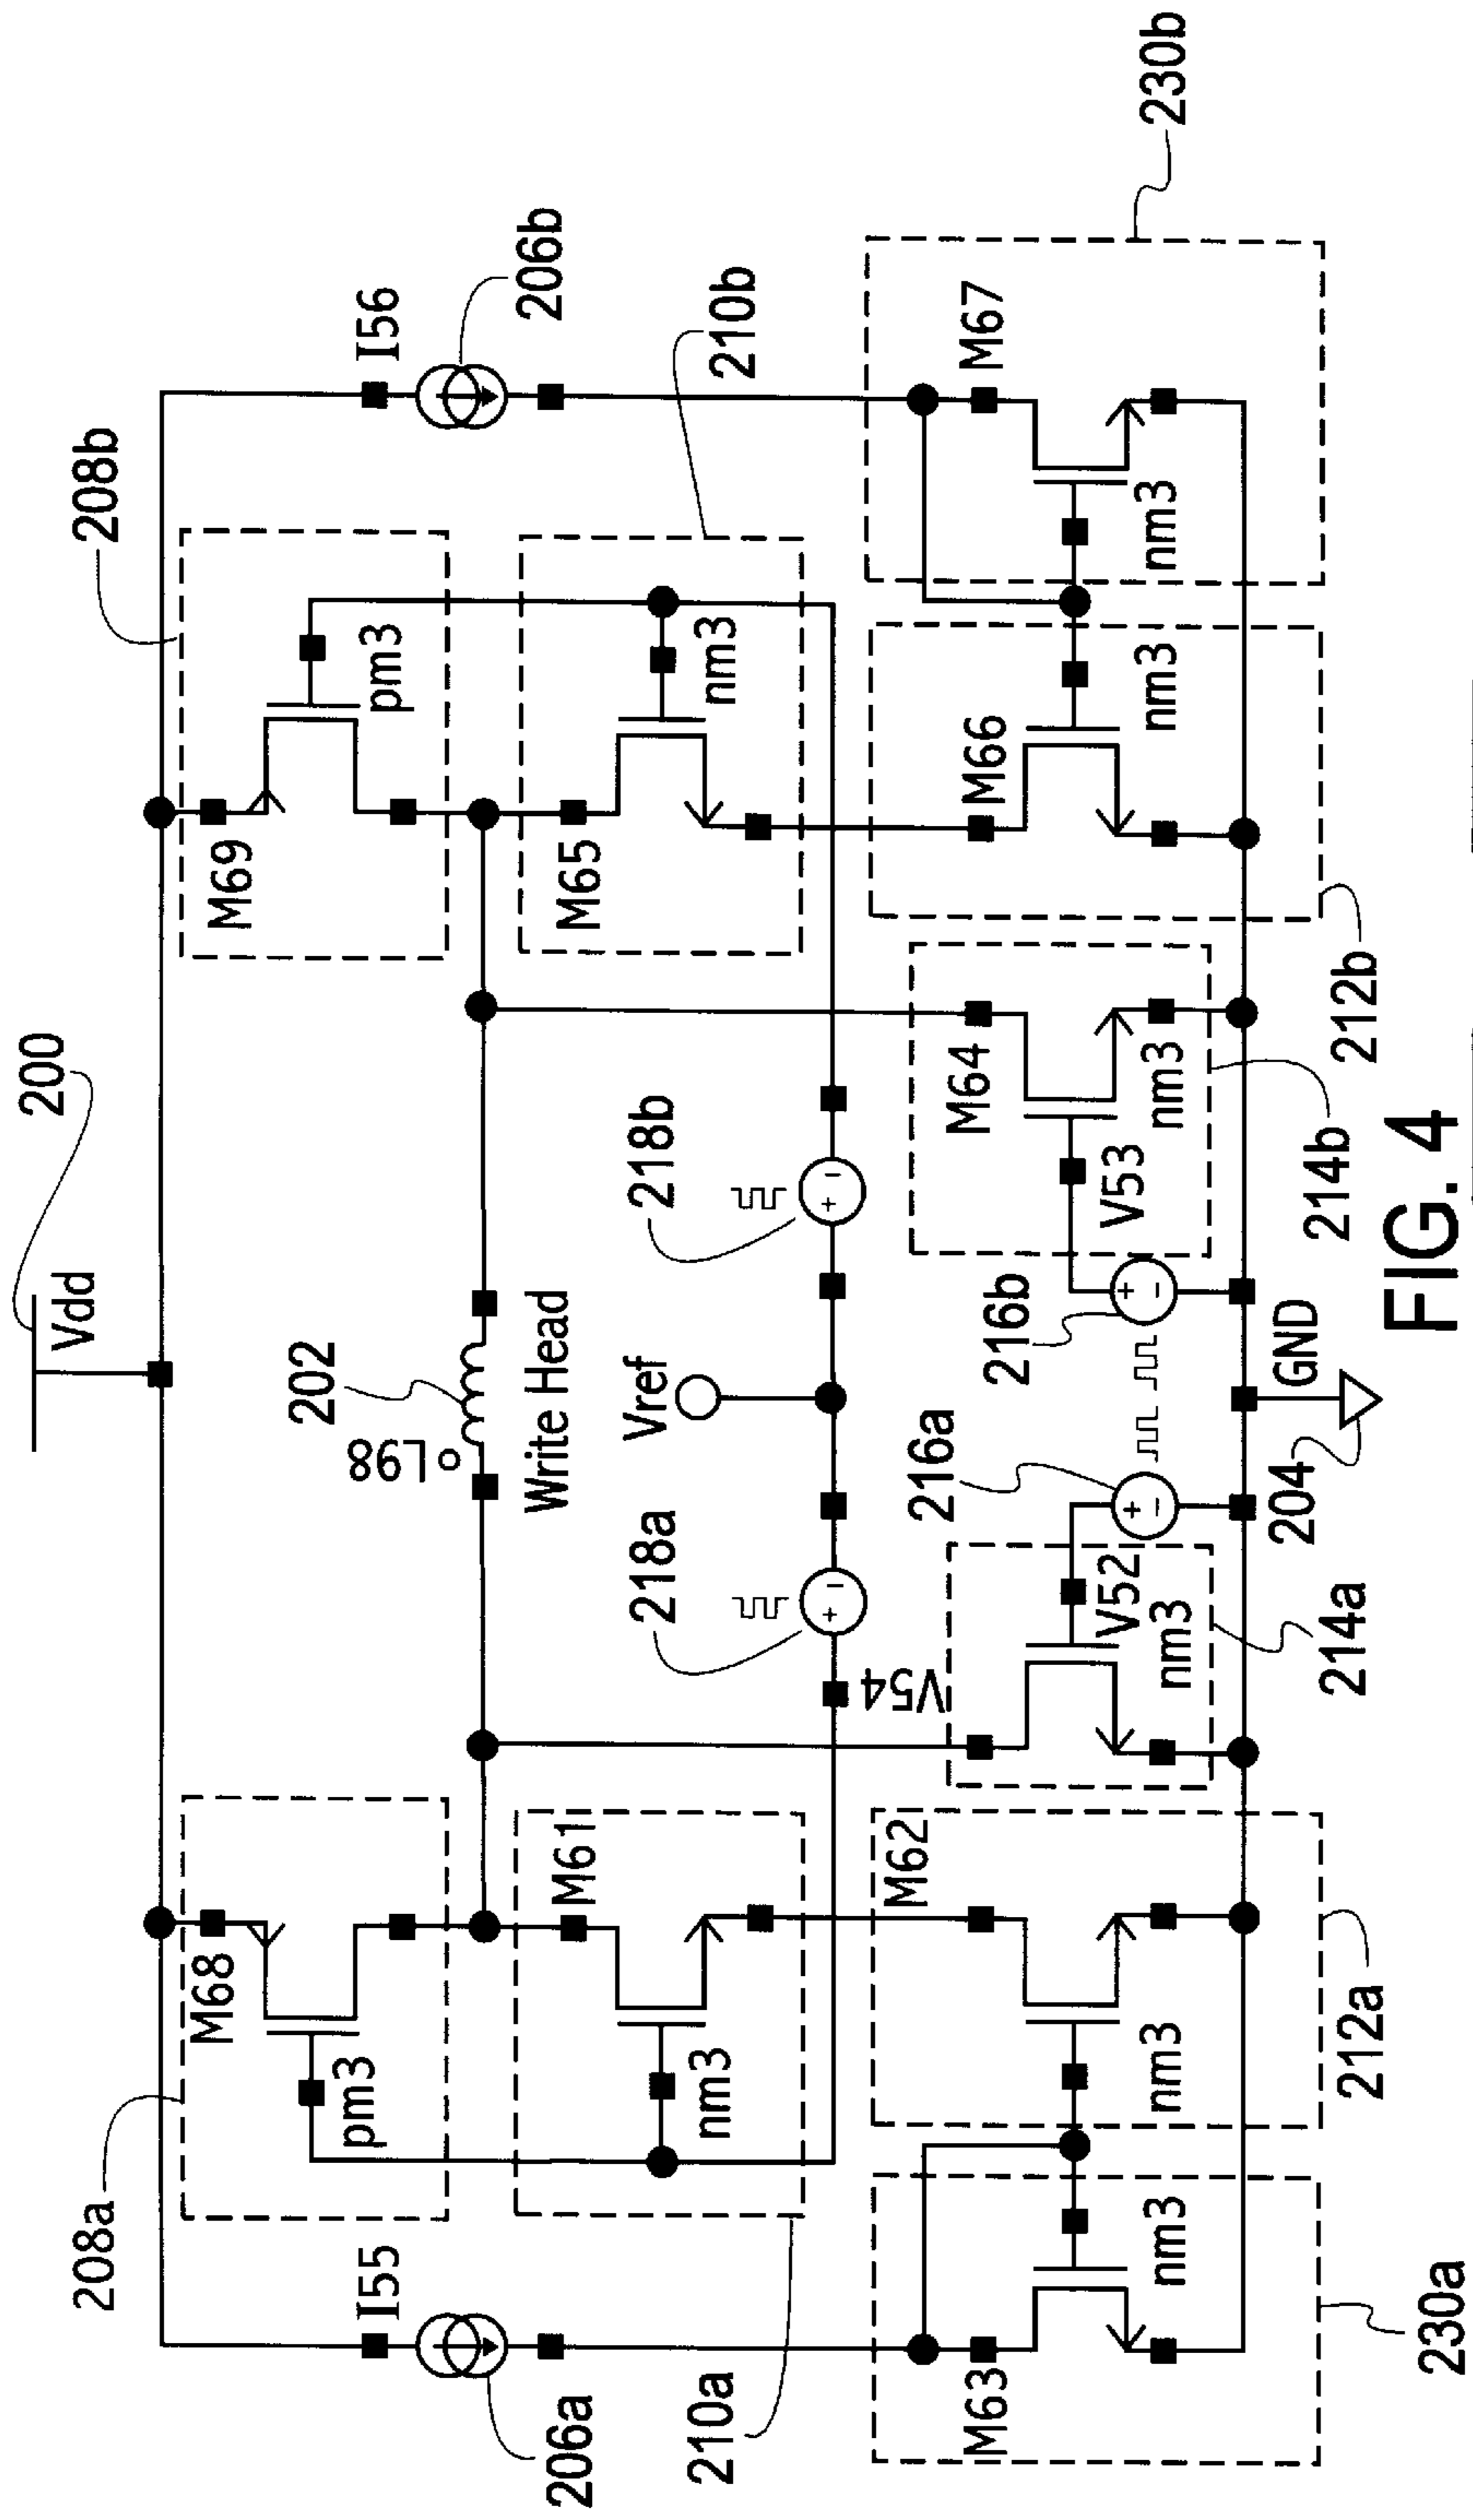 200
Vdd
208a
208b
M68
pm3
M69
pm3
202
L98
Write Head
206a
I55
I56
206b
210a
M61
nm3
M65
nm3
210b
218a
V54
Vref
218b
M63
nm3
M62
nm3
V52
nm3
216a
216b
M64
V53
nm3
M66
nm3
M67
nm3
230a
212a
214a
204
GND
214b
212b
230b
FIG. 4